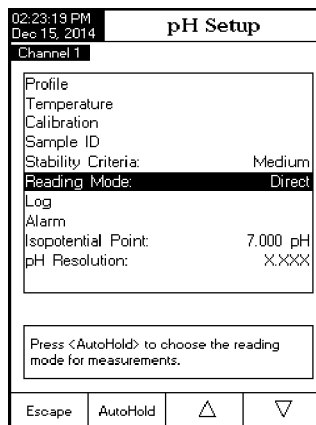 02:23:19 PM
Dec 15, 2014
pH Setup
Channel 1
Profile
Temperature
Calibration
Sample ID
Stability Criteria: Medium
Reading Mode: Direct
Log
Alarm
Isopotential Point: 7.000 pH
pH Resolution: X.XXX
Press <AutoHold> to choose the reading
mode for measurements.
Escape AutoHold △ ▽